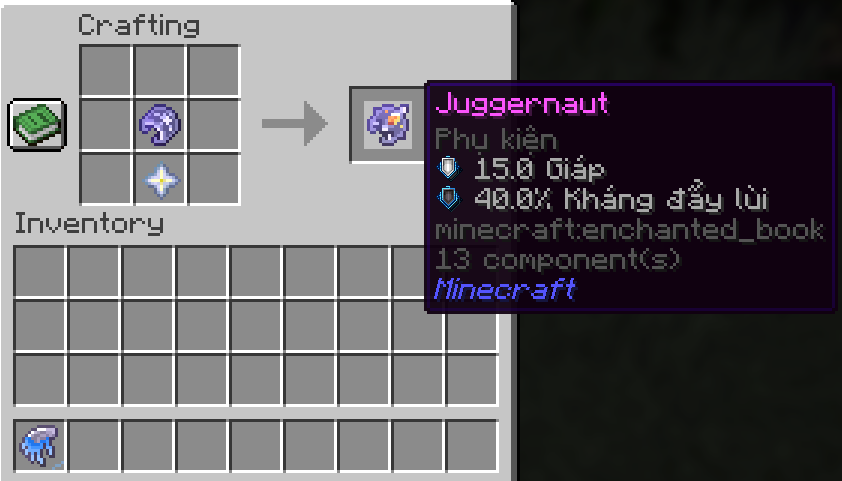 Crafting
Juggernaut
Phụ kiện
15.0 Giáp
40.0% Kháng đẩy lùi
minecraft:enchanted_book
13 component(s)
Minecraft
Inventory